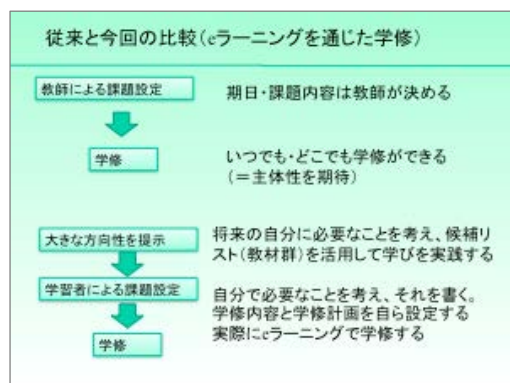 従来と今回の比較(eラーニングを通じた学修)
教師による課題設定
期日・課題内容は教師が決める
学修
いつでも・どこでも学修ができる
(=主体性を期待)
大きな方向性を提示
将来の自分に必要なことを考え、候補リ
スト(教材群)を活用して学びを実践する
学習者による課題設定
自分で必要なことを考え、それを書く。
学修内容と学修計画を自ら設定する
実際にeラーニングで学修する
学修